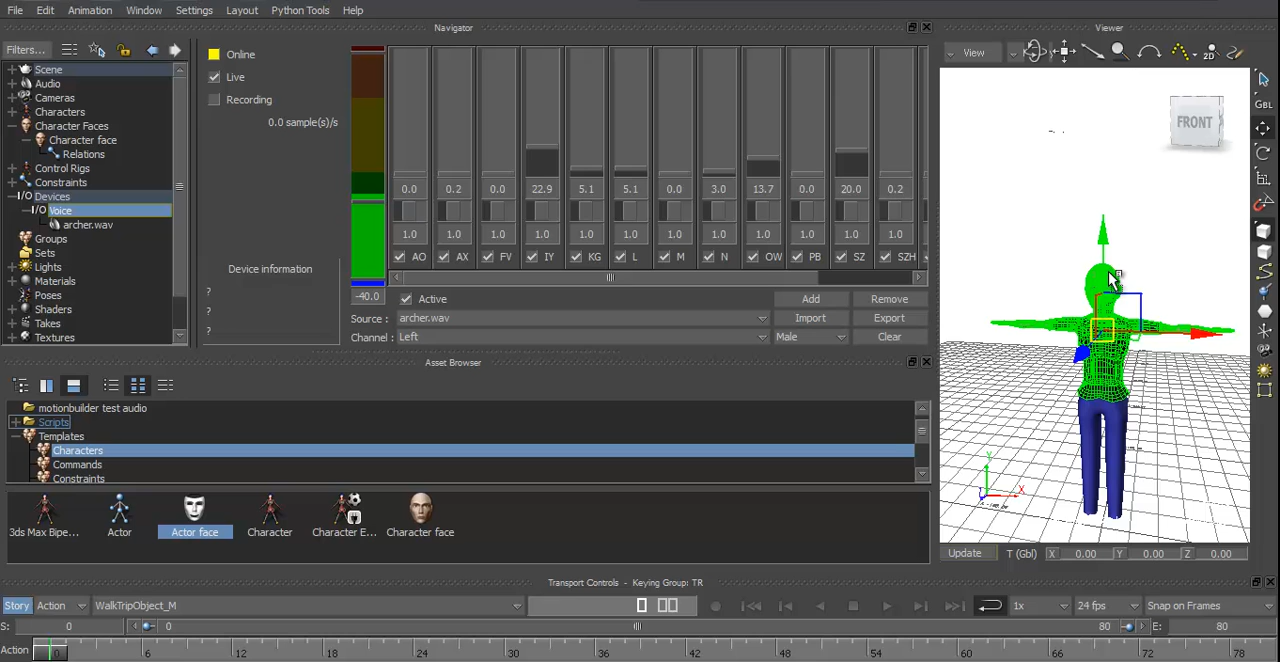 File Edit Animation Window Settings Layout Python Tools Help
Navigator
Viewer
Filters...
Scene
Audio
Cameras
Characters
Character Faces
Character face
Relations
Control Rigs
Constraints
I/O Devices
I/O Voice
archer.wav
Groups
Sets
Lights
Materials
Poses
Shaders
Takes
Textures
Online
Live
Recording
0.0 sample(s)/s
Device information
?
?
?
0.0 0.2 0.0 22.9 5.1 5.1 0.0 3.0 13.7 0.0 20.0 0.2
1.0 1.0 1.0 1.0 1.0 1.0 1.0 1.0 1.0 1.0 1.0 1.0
AO AX FV IY KG L M N OW PB SZ SZH
-40.0
Active
Add Remove
Source : archer.wav
Import Export
Channel : Left
Male
Clear
View
2D
FRONT
GBL
Y
X
Z
Update T (Gbl) X 0.00 Y 0.00 Z 0.00
Asset Browser
motionbuilder test audio
Scripts
Templates
Characters
Commands
Constraints
3ds Max Bipe... Actor Actor face Character Character E... Character face
Transport Controls - Keying Group: TR
Story Action WalkTripObject_M
1x 24 fps Snap on Frames
S: 0 0 80 E: 80
Action 0 6 12 18 24 30 36 42 48 54 60 66 72 78